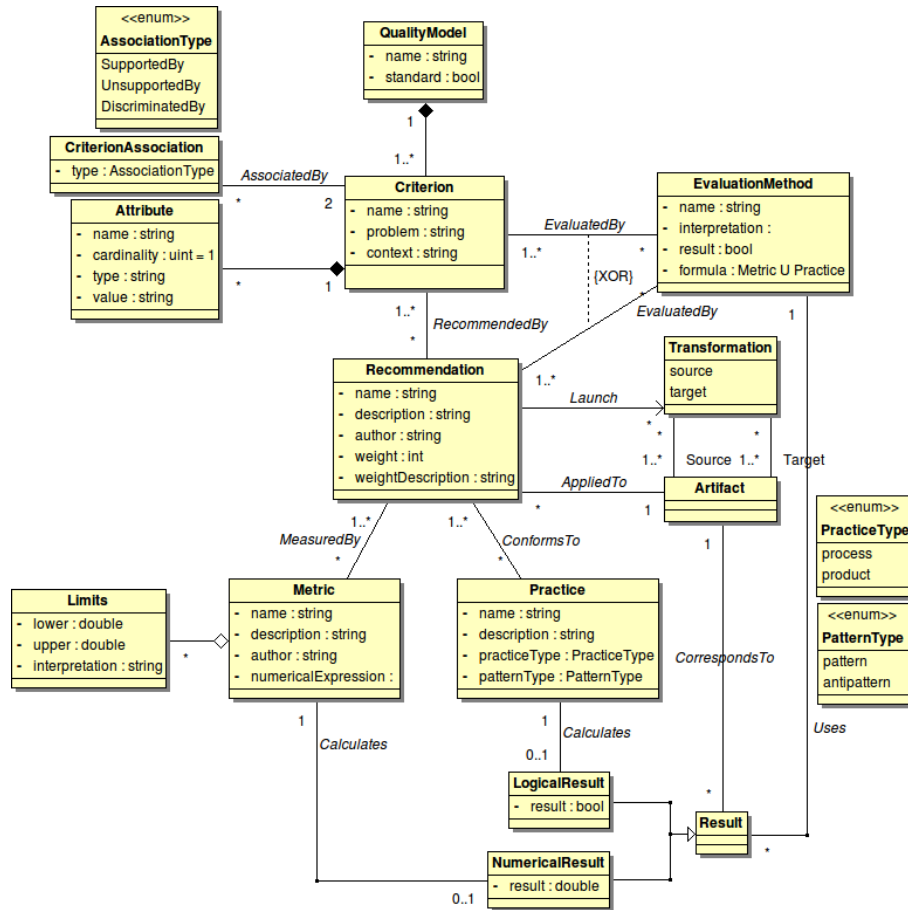 <<enum>>
AssociationType
SupportedBy
UnsupportedBy
DiscriminatedBy
QualityModel
- name : string
- standard : bool
1
1..*
CriterionAssociation
- type : AssociationType
AssociatedBy
*
2
Criterion
- name : string
- problem : string
- context : string
Attribute
- name : string
- cardinality : uint = 1
- type : string
- value : string
*
1
EvaluationMethod
- name : string
- interpretation :
- result : bool
- formula : Metric U Practice
EvaluatedBy
1..*
*
{XOR}
*
EvaluatedBy
1..*
1
1..*
RecommendedBy
*
Recommendation
- name : string
- description : string
- author : string
- weight : int
- weightDescription : string
Transformation
source
target
Launch
*
*
*
1..*
Source
1..*
Target
AppliedTo
*
1
Artifact
1
<<enum>>
PracticeType
process
product
<<enum>>
PatternType
pattern
antipattern
1..*
MeasuredBy
*
1..*
ConformsTo
*
Limits
- lower : double
- upper : double
- interpretation : string
*
Metric
- name : string
- description : string
- author : string
- numericalExpression :
Practice
- name : string
- description : string
- practiceType : PracticeType
- patternType : PatternType
CorrespondsTo
Uses
1
Calculates
1
Calculates
0..1
LogicalResult
- result : bool
*
Result
*
NumericalResult
- result : double
0..1